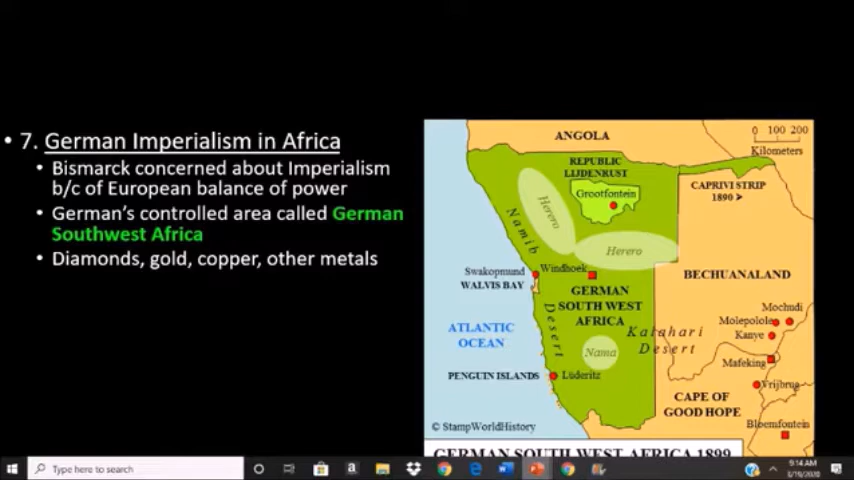 • 7. German Imperialism in Africa
• Bismarck concerned about Imperialism
b/c of European balance of power
• German's controlled area called German
Southwest Africa
• Diamonds, gold, copper, other metals
ANGOLA
0 100 200
Kilometers
REPUBLIC
LIJDENRUST
Grootfontein
CAPRIVI STRIP
1890
Herero
Namib
Herero
Swakopmund
Windhoek
WALVIS BAY
BECHUANALAND
GERMAN
SOUTH WEST
AFRICA
Mochudi
Molepolole
Kanye
Desert
Kalahari
Desert
ATLANTIC
OCEAN
Nama
Mafeking
PENGUIN ISLANDS
Lüderitz
Vrijburg
CAPE OF
GOOD HOPE
Bloemfontein
© StampWorldHistory
GERMAN SOUTH WEST AFRICA 1899
Type here to search
9:14 AM